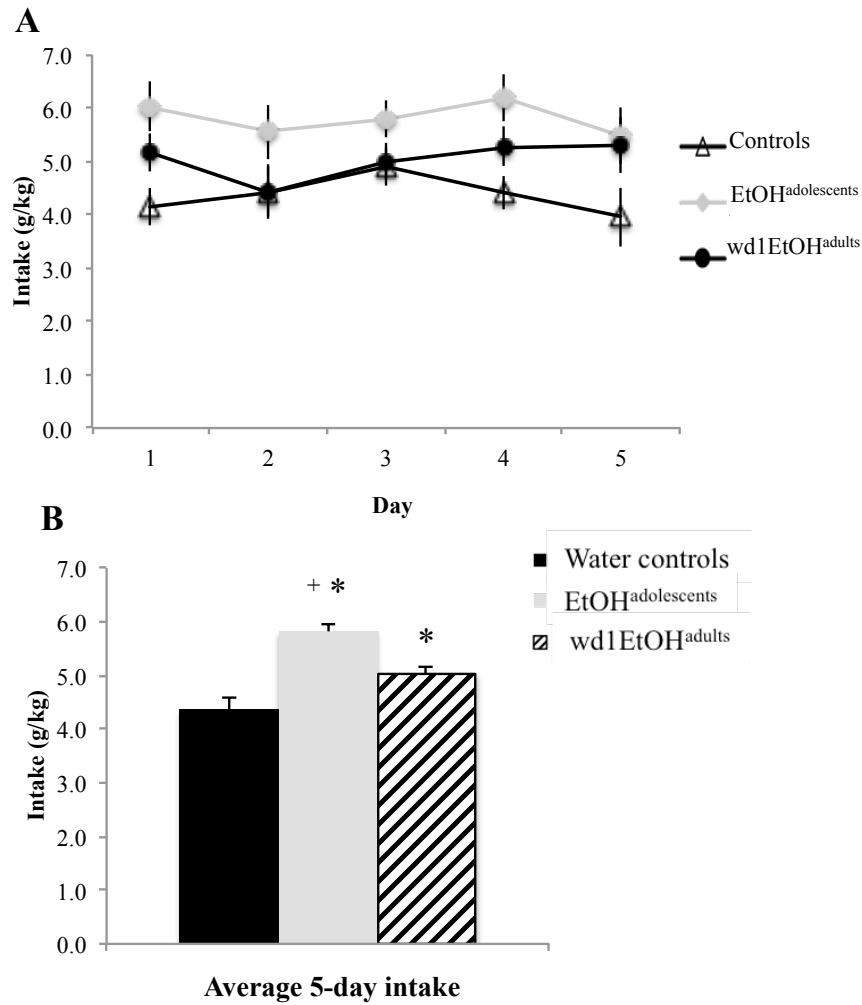 A
7.0
6.0
5.0
4.0
3.0
2.0
1.0
0.0
Intake (g/kg)
1 2 3 4 5
Day
Controls
EtOHadolescents
wd1EtOHadults
B
7.0
6.0
5.0
4.0
3.0
2.0
1.0
0.0
Intake (g/kg)
+ *
*
Water controls
EtOHadolescents
wd1EtOHadults
Average 5-day intake